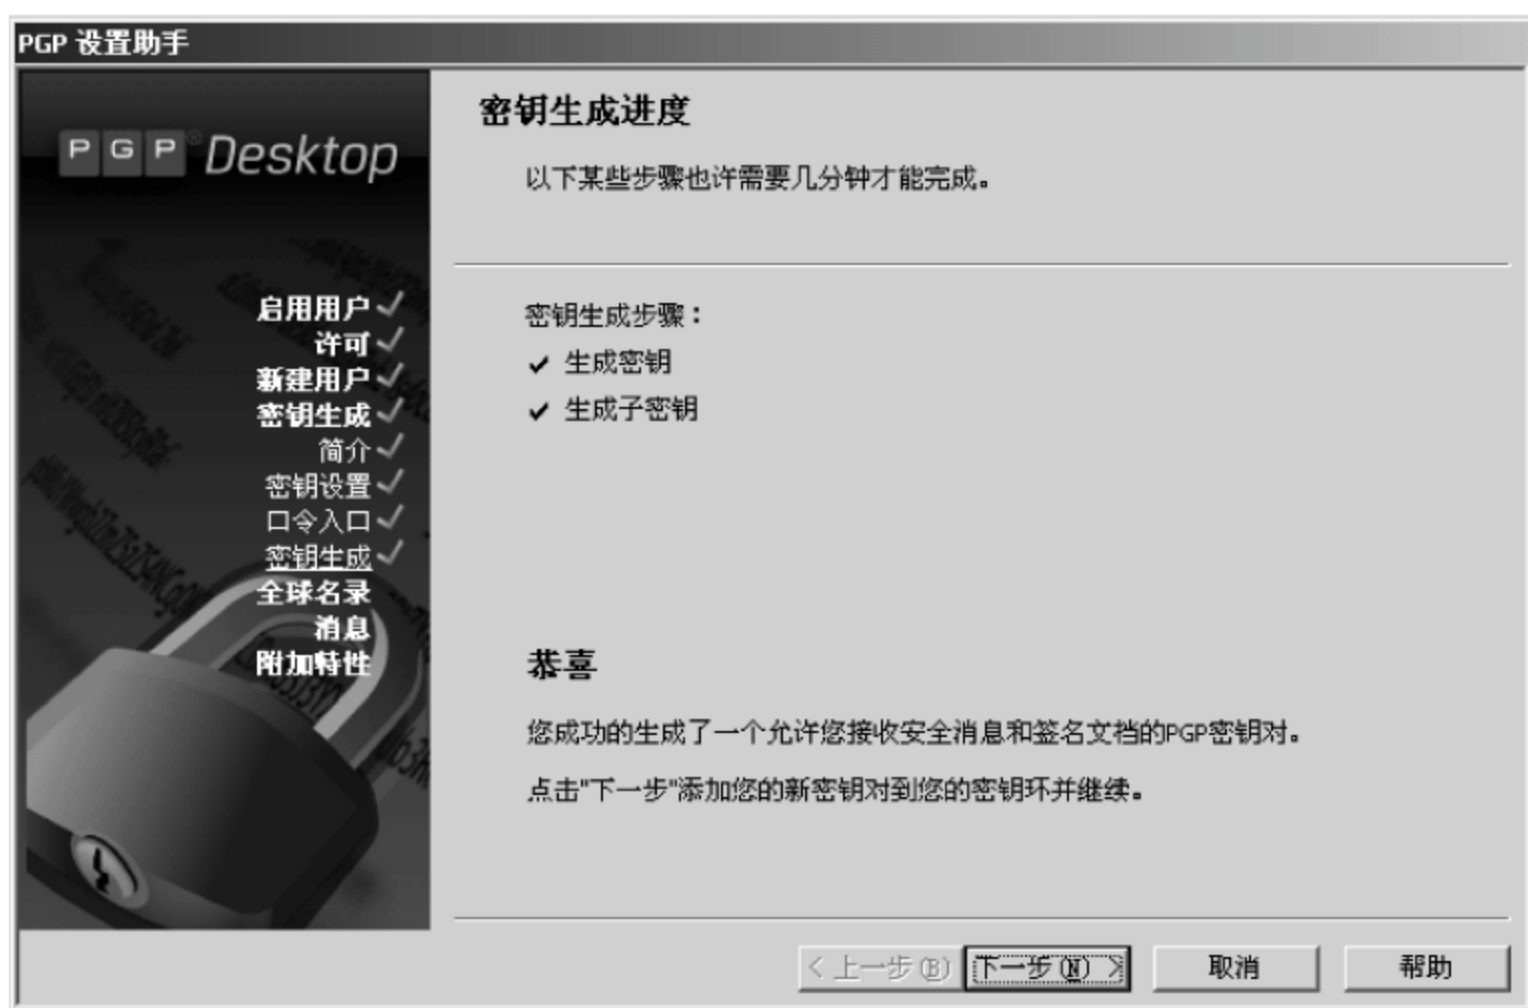 PGP 设置助手
PGP® Desktop
启用用户
许可
新建用户
密钥生成
简介
密钥设置
口令入口
密钥生成
全球名录
消息
附加特性
密钥生成进度
以下某些步骤也许需要几分钟才能完成。
密钥生成步骤：
生成密钥
生成子密钥
恭喜
您成功的生成了一个允许您接收安全消息和签名文档的PGP密钥对。
点击"下一步"添加您的新密钥对到您的密钥环并继续。
< 上一步(B) 下一步(N) > 取消 帮助